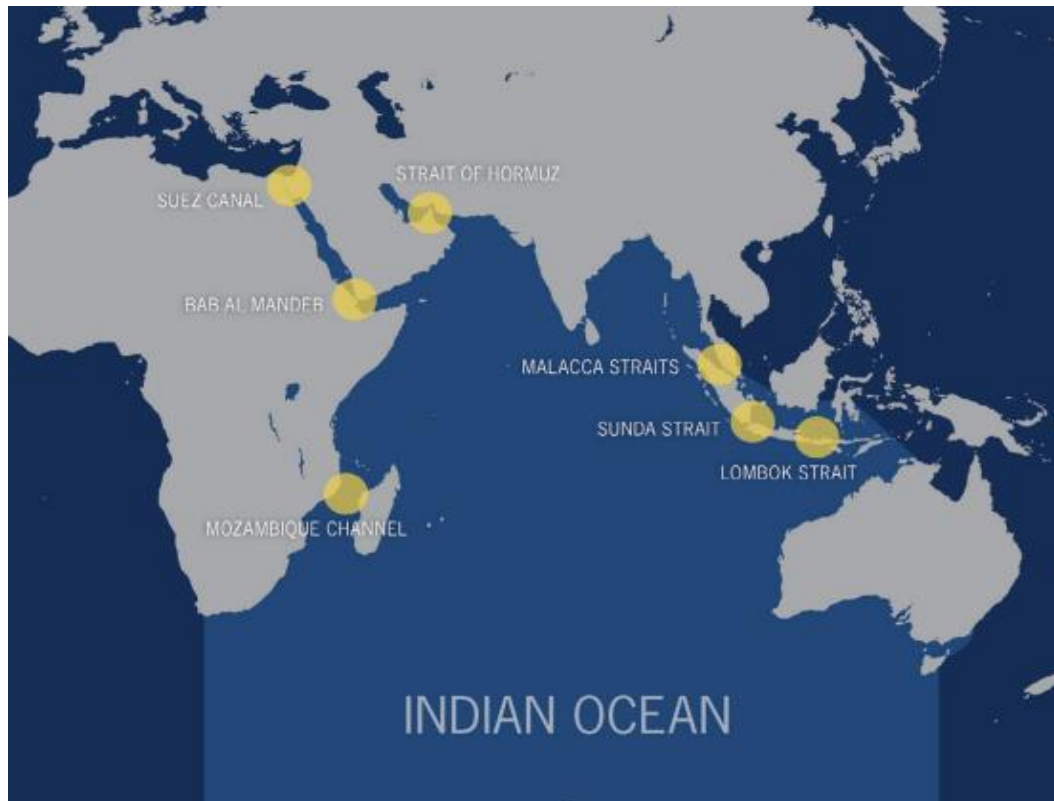 STRAIT OF HORMUZ
SUEZ CANAL
BAB AL MANDEB
MALACCA STRAITS
SUNDA STRAIT
LOMBOK STRAIT
MOZAMBIQUE CHANNEL
INDIAN OCEAN